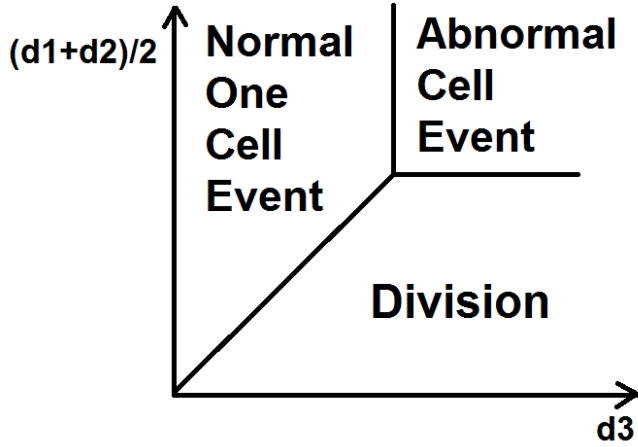 (d1+d2)/2
Normal
One
Cell
Event
Abnormal
Cell
Event
Division
d3